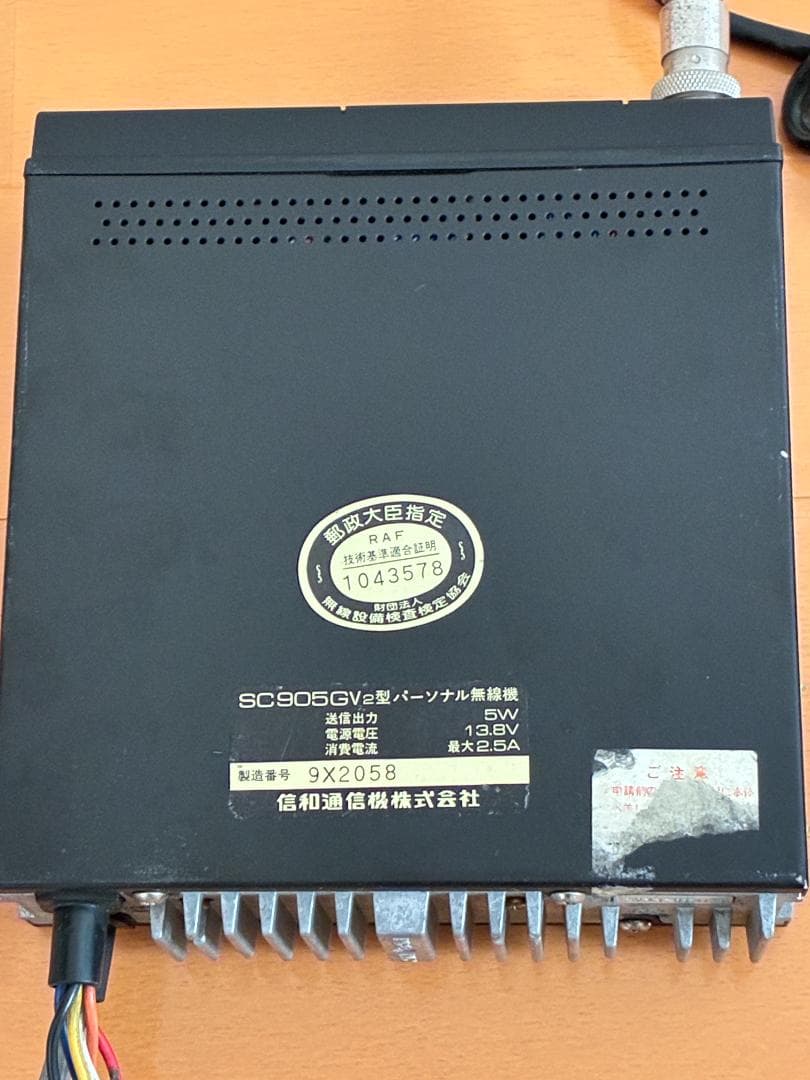 郵政大臣指定
RAF
技術基準適合証明
1043578
財団法人
無線設備検査検定協会
SC905GV2型パーソナル無線機
送信出力 5W
電源電圧 13.8V
消費電流 最大2.5A
製造番号 9X2058
信和通信機株式会社
ご注意
申請前の